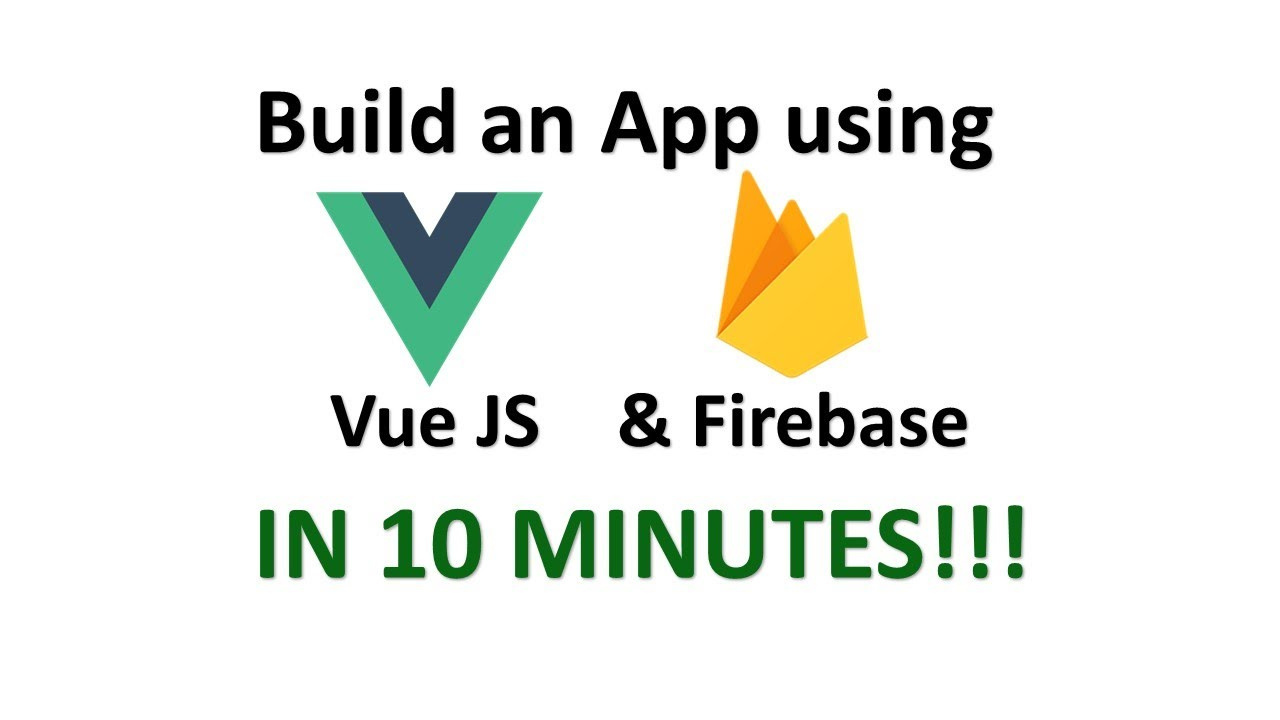 Build an App using
Vue JS & Firebase
IN 10 MINUTES!!!